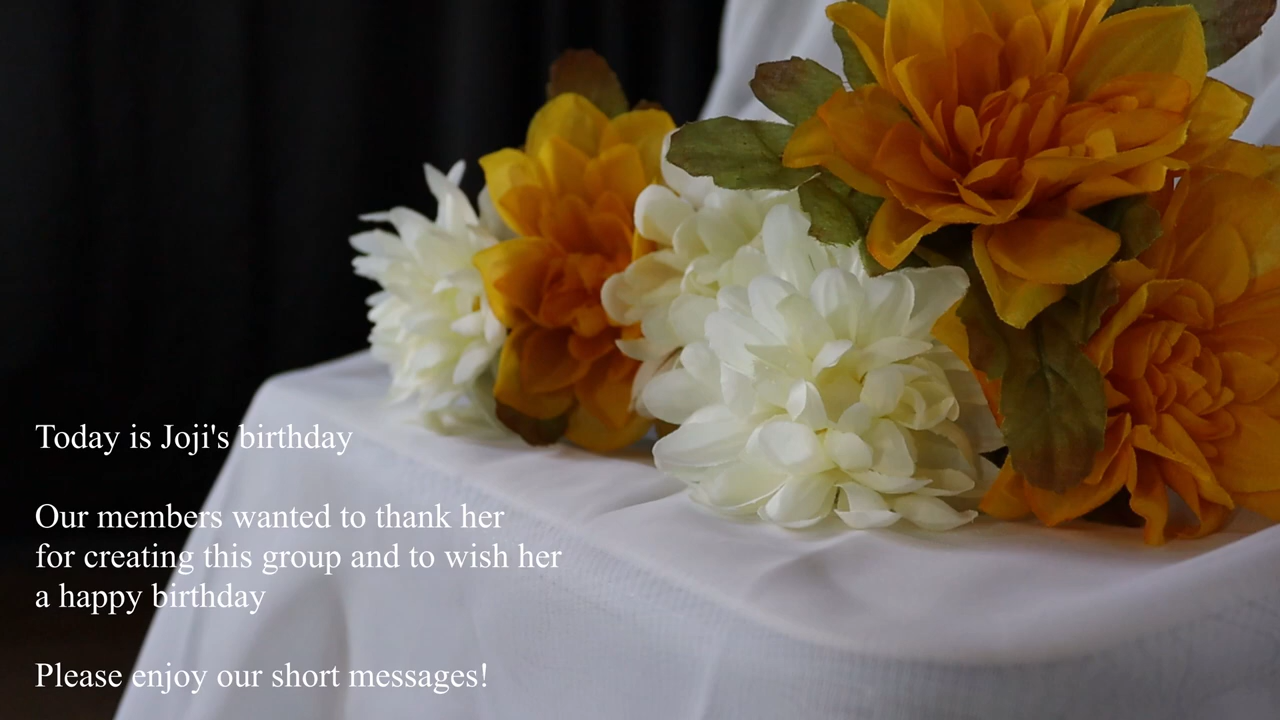 Today is Joji's birthday
Our members wanted to thank her
for creating this group and to wish her
a happy birthday
Please enjoy our short messages!